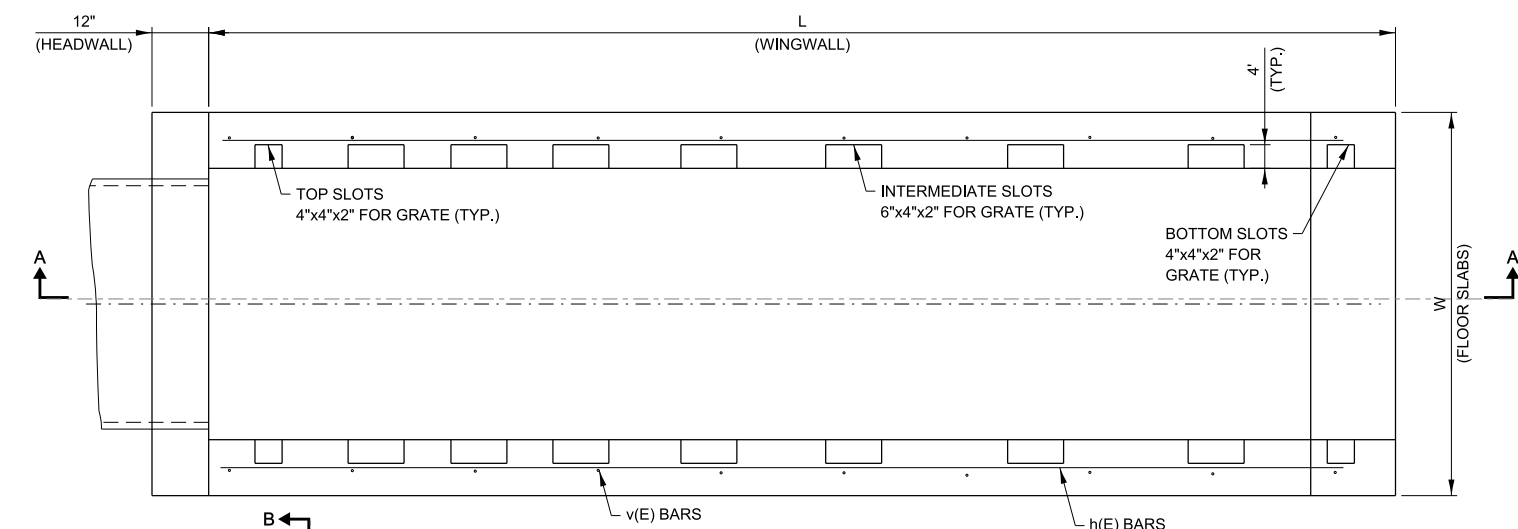 12"
(HEADWALL)
L
(WINGWALL)
4'
(TYP.)
TOP SLOTS
4"x4"x2" FOR GRATE (TYP.)
INTERMEDIATE SLOTS
6"x4"x2" FOR GRATE (TYP.)
BOTTOM SLOTS
4"x4"x2" FOR
GRATE (TYP.)
A
A
W
(FLOOR SLABS)
B
v(E) BARS
h(E) BARS